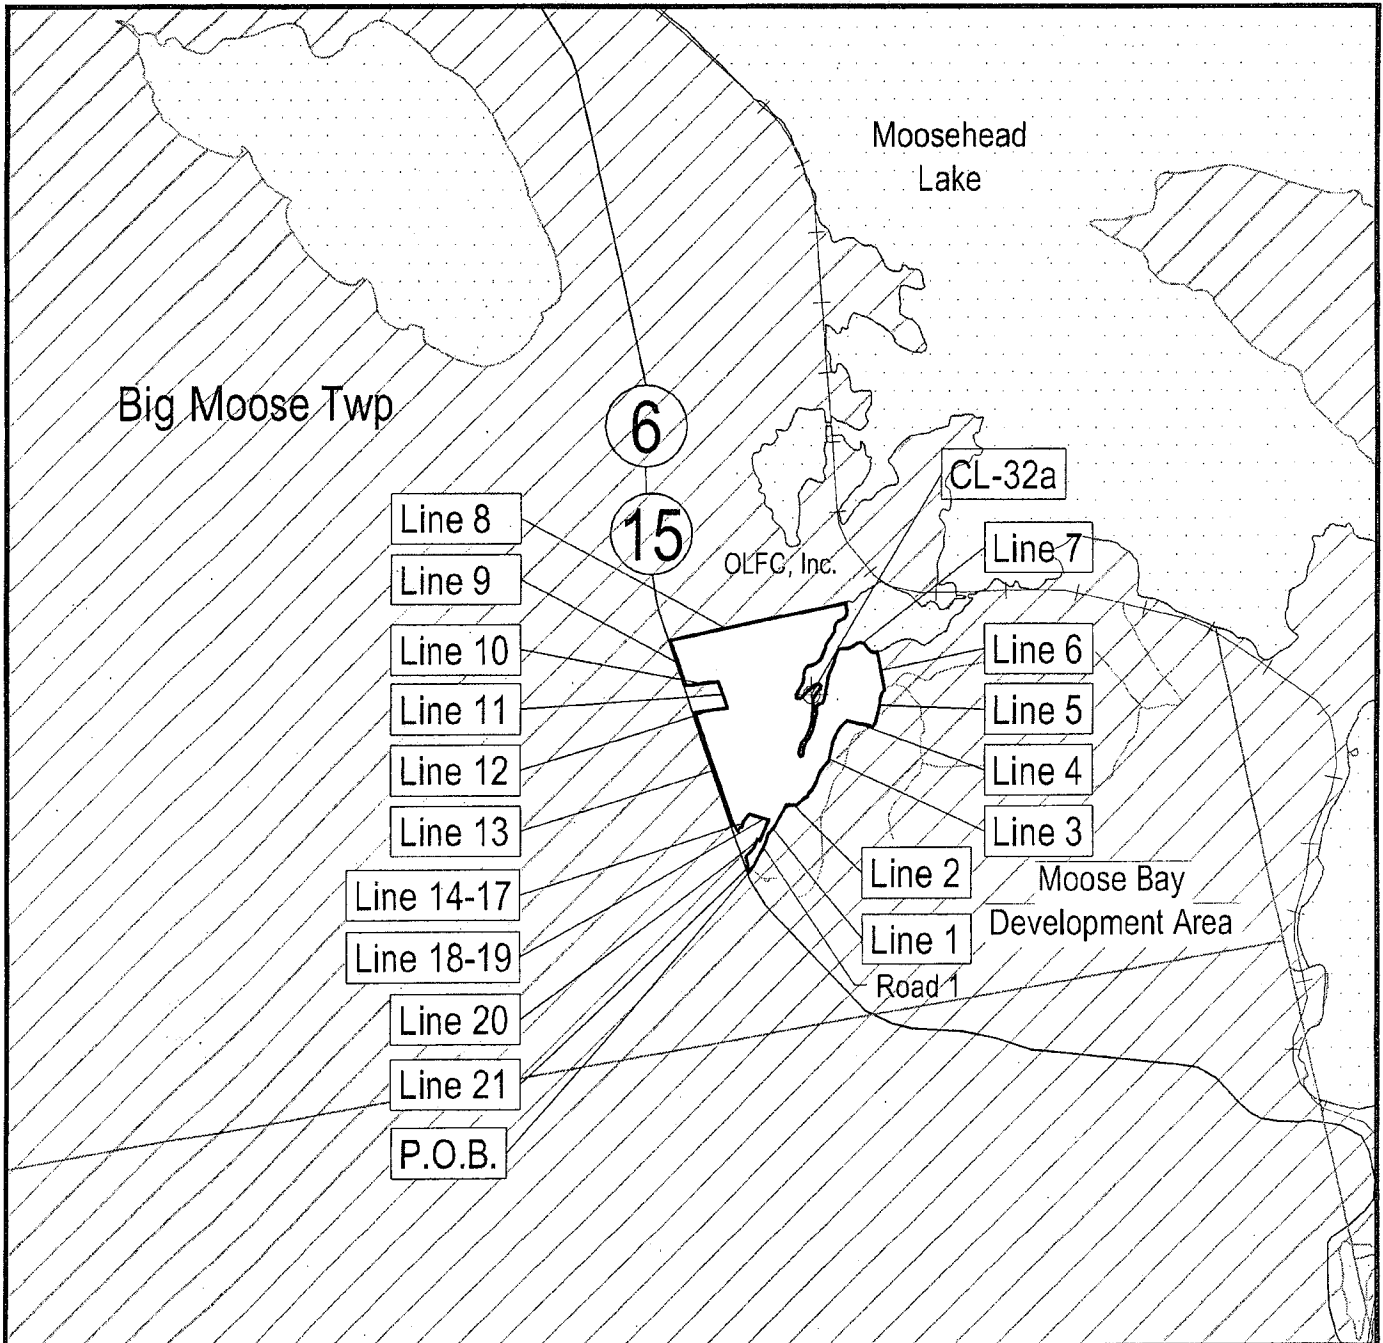 Moosehead
Lake
Big Moose Twp
6
15
CL-32a
OLFC, Inc.
Line 8
Line 9
Line 10
Line 11
Line 12
Line 13
Line 14-17
Line 18-19
Line 20
Line 21
P.O.B.
Line 7
Line 6
Line 5
Line 4
Line 3
Line 2
Line 1
Road 1
Moose Bay
Development Area